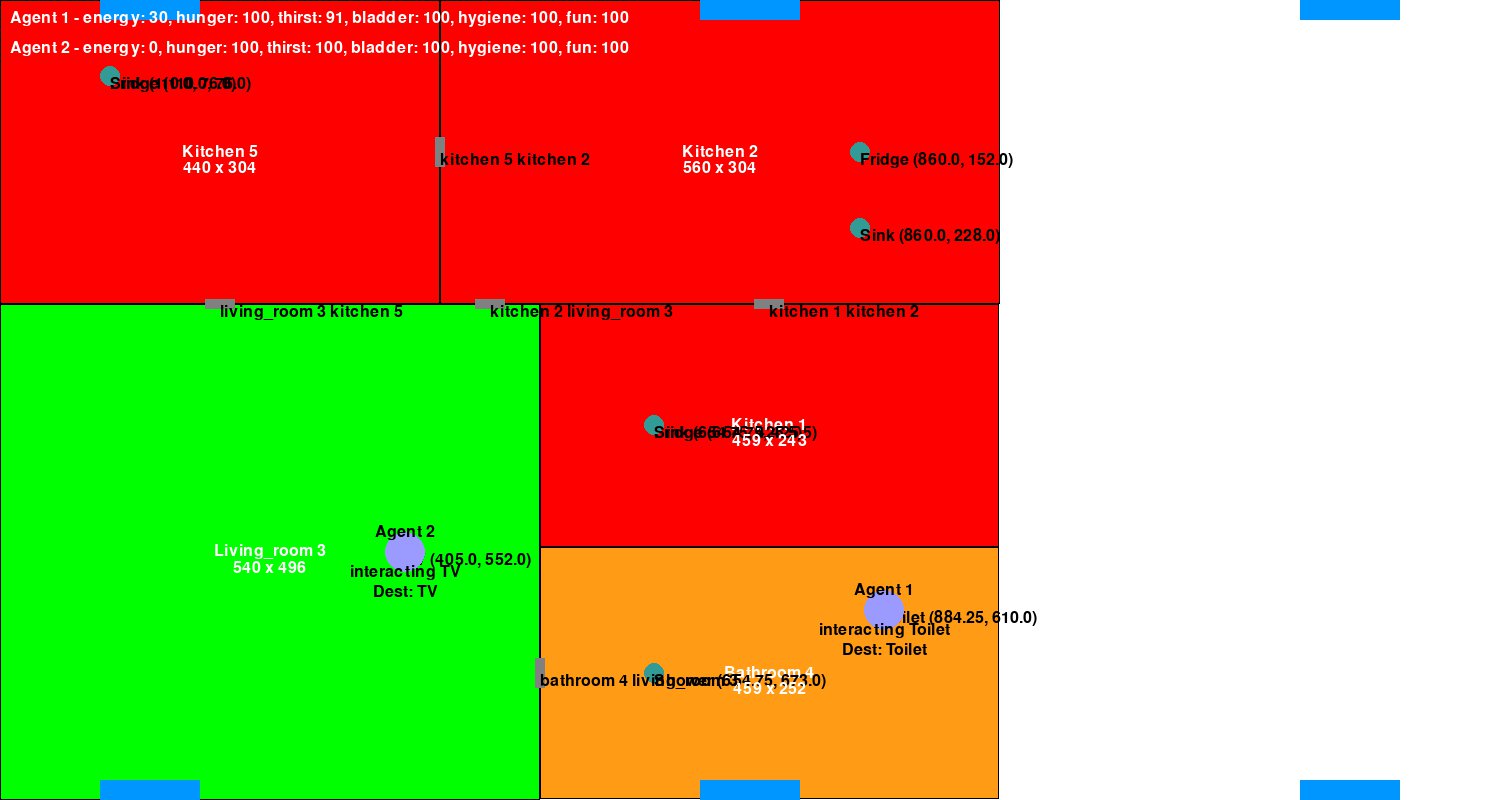 Agent 1 - energy: 30, hunger: 100, thirst: 91, bladder: 100, hygiene: 100, fun: 100
Agent 2 - energy: 0, hunger: 100, thirst: 100, bladder: 100, hygiene: 100, fun: 100
Kitchen 5
440 x 304
kitchen 5 kitchen 2
Kitchen 2
560 x 304
Fridge (860.0, 152.0)
Sink (860.0, 228.0)
living_room 3 kitchen 5
kitchen 2 living_room 3
kitchen 1 kitchen 2
Kitchen 1
459 x 243
Living_room 3
540 x 496
Agent 2
(405.0, 552.0)
interacting TV
Dest: TV
Agent 1
(884.25, 610.0)
interacting Toilet
Dest: Toilet
Bathroom 4
459 x 252
bathroom 4 living_room 3
Shower (654.75, 673.0)